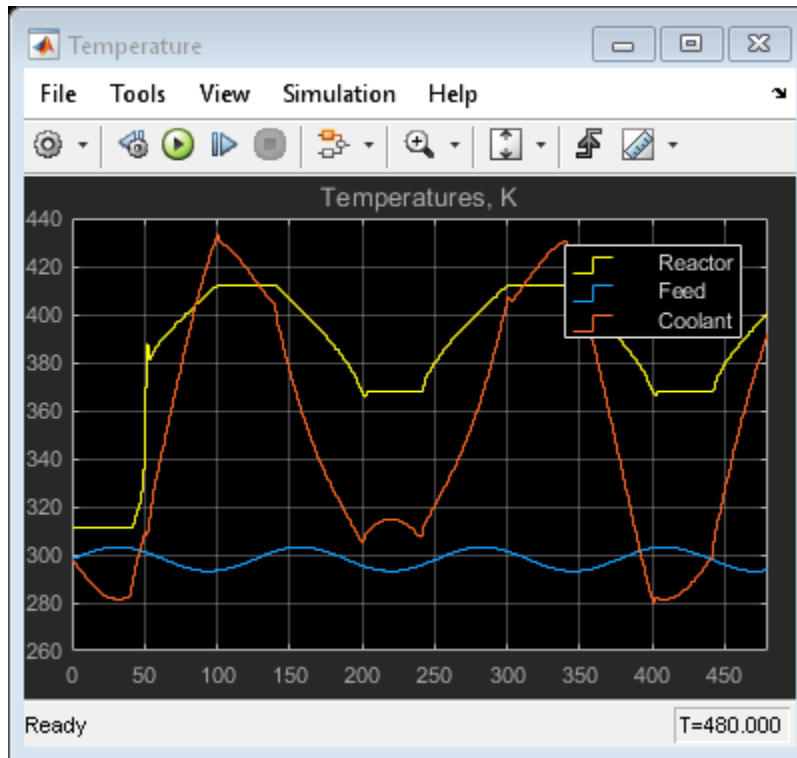 Temperature
File Tools View Simulation Help
Temperatures, K
440
420
400
380
360
340
320
300
280
260
Reactor
Feed
Coolant
0 50 100 150 200 250 300 350 400 450
Ready T=480.000